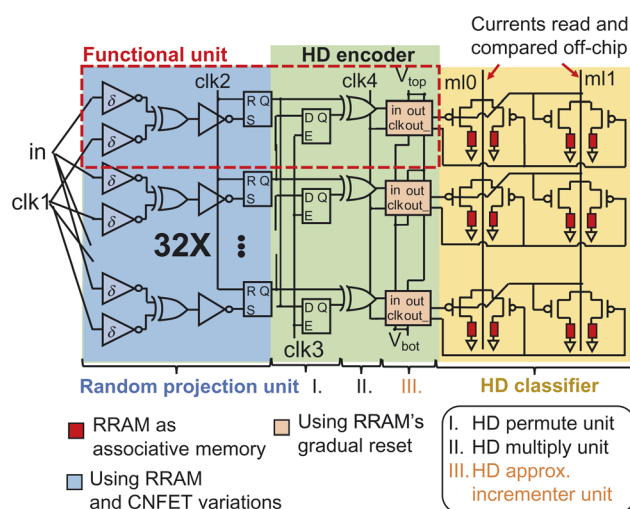 Currents read and
compared off-chip
Functional unit
HD encoder
clk2
clk4
Vtop
ml0
ml1
δ
R Q
S
D Q
E
in out
clkout_
δ
in
clk1
δ
R Q
S
D Q
E
in out
clkout_
δ
32X
δ
R Q
S
D Q
E
in out
clkout_
δ
clk3
Vbot
Random projection unit
I.
II.
III.
HD classifier
RRAM as
associative memory
Using RRAM's
gradual reset
Using RRAM
and CNFET variations
I. HD permute unit
II. HD multiply unit
III. HD approx.
incrementer unit